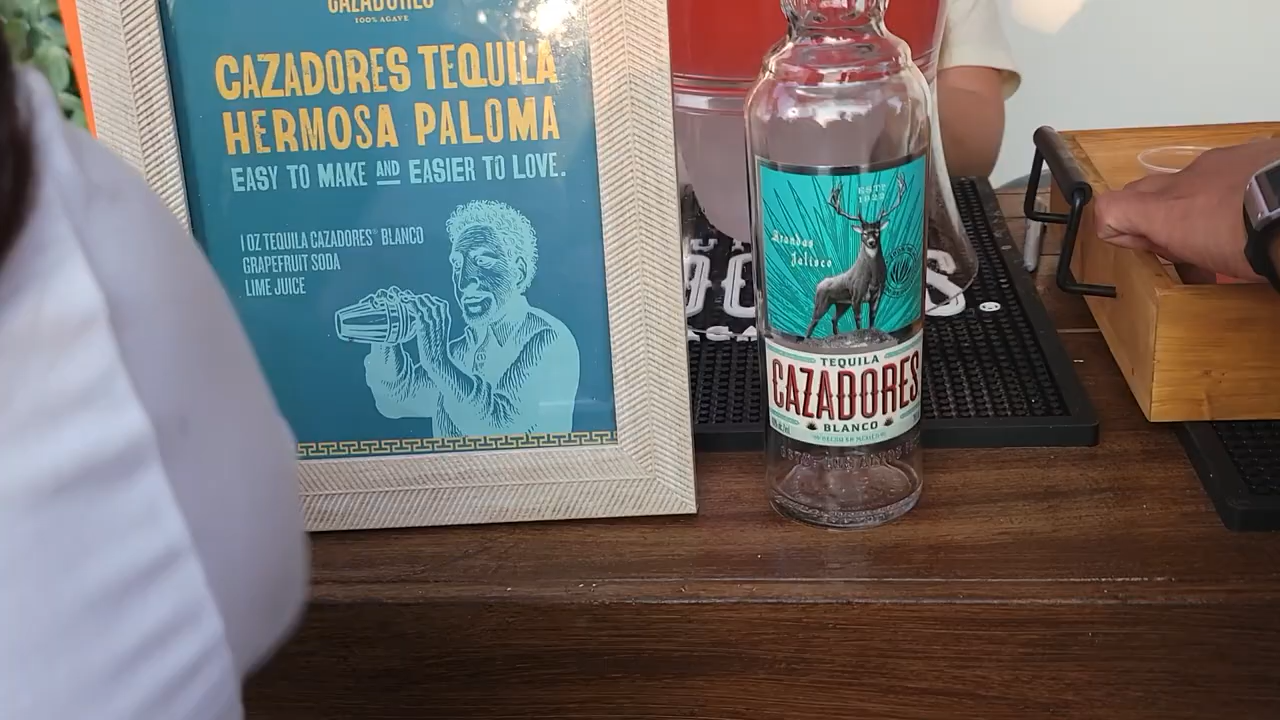 CAZADORES
100% AGAVE
CAZADORES TEQUILA
HERMOSA PALOMA
EASY TO MAKE AND EASIER TO LOVE.
1 OZ TEQUILA CAZADORES® BLANCO
GRAPEFRUIT SODA
LIME JUICE
ESTD
1922
Arandas
Jalisco
TEQUILA
CAZADORES
BLANCO